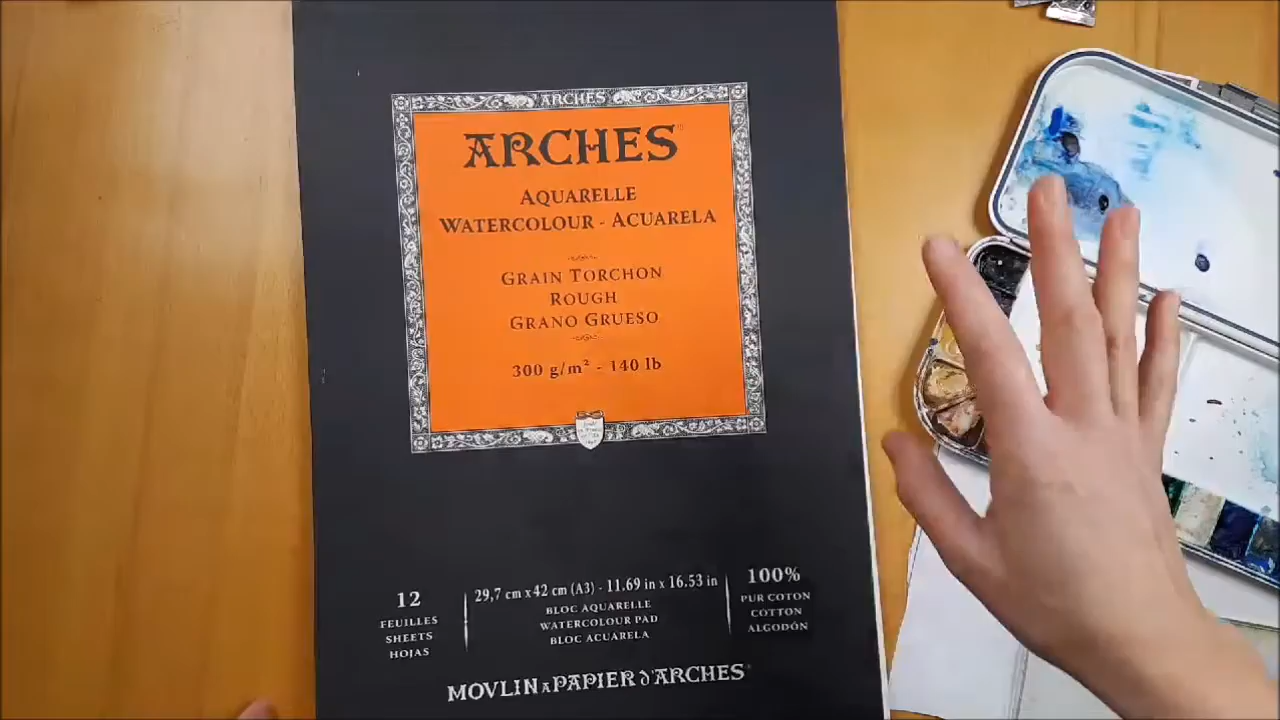 ARCHES
ARCHES®
AQUARELLE
WATERCOLOUR - ACUARELA
GRAIN TORCHON
ROUGH
GRANO GRUESO
300 g/m² - 140 lb
12
FEUILLES
SHEETS
HOJAS
29,7 cm x 42 cm (A3) - 11.69 in x 16.53 in
BLOC AQUARELLE
WATERCOLOUR PAD
BLOC ACUARELA
100%
PUR COTON
COTTON
ALGODÓN
MOVLIN A PAPIER D'ARCHES®